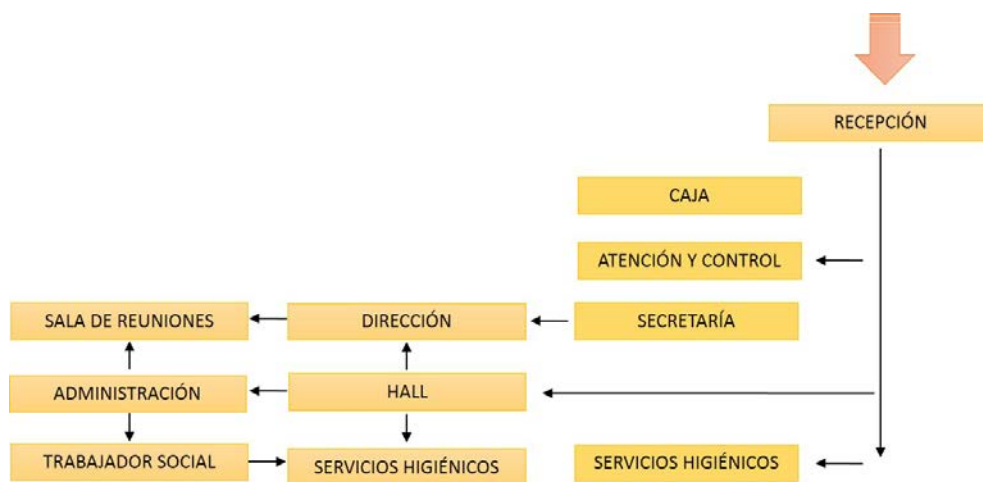 RECEPCIÓN
CAJA
ATENCIÓN Y CONTROL
SALA DE REUNIONES
DIRECCIÓN
SECRETARÍA
ADMINISTRACIÓN
HALL
TRABAJADOR SOCIAL
SERVICIOS HIGIÉNICOS
SERVICIOS HIGIÉNICOS